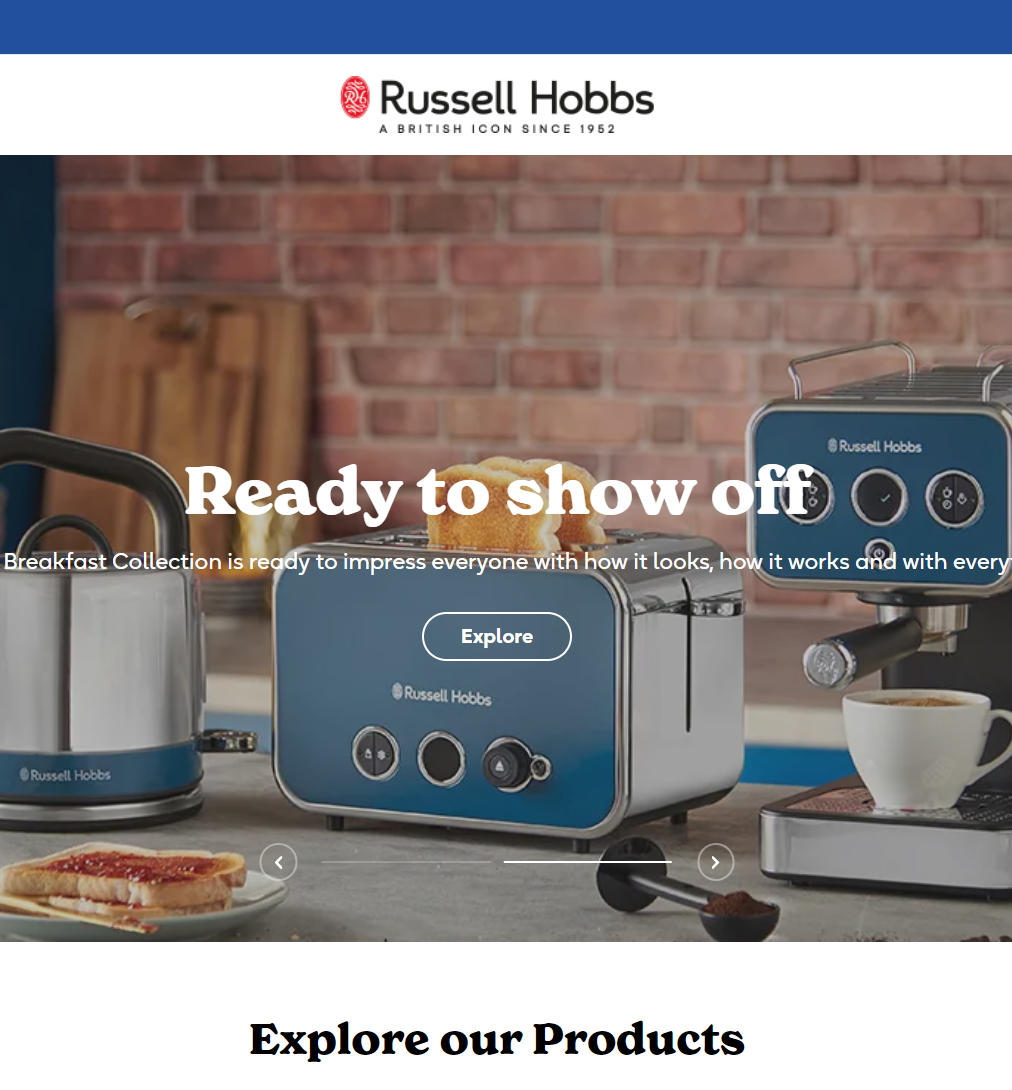 Russell Hobbs
A BRITISH ICON SINCE 1952
Russell Hobbs
Ready to show off
Breakfast Collection is ready to impress everyone with how it looks, how it works and with every
Explore
Russell Hobbs
Russell Hobbs
Explore our Products